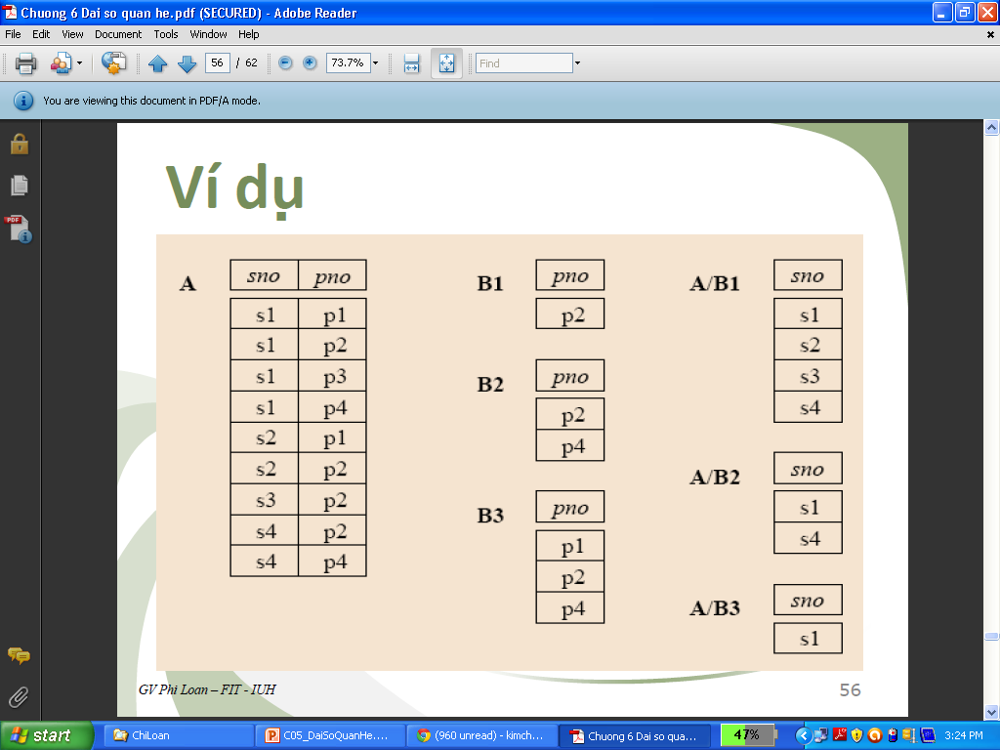 Chuong 6 Dai so quan he.pdf (SECURED) - Adobe Reader
File Edit View Document Tools Window Help
56 / 62 73.7% Find
You are viewing this document in PDF/A mode.
Ví dụ
A
sno pno
s1 p1
s1 p2
s1 p3
s1 p4
s2 p1
s2 p2
s3 p2
s4 p2
s4 p4
B1
pno
p2
B2
pno
p2
p4
B3
pno
p1
p2
p4
A/B1
sno
s1
s2
s3
s4
A/B2
sno
s1
s4
A/B3
sno
s1
GV Phi Loan – FIT - IUH
56
start ChiLoan C05_DaiSoQuanHe.... (960 unread) - kimch... Chuong 6 Dai so qua... 47% 3:24 PM